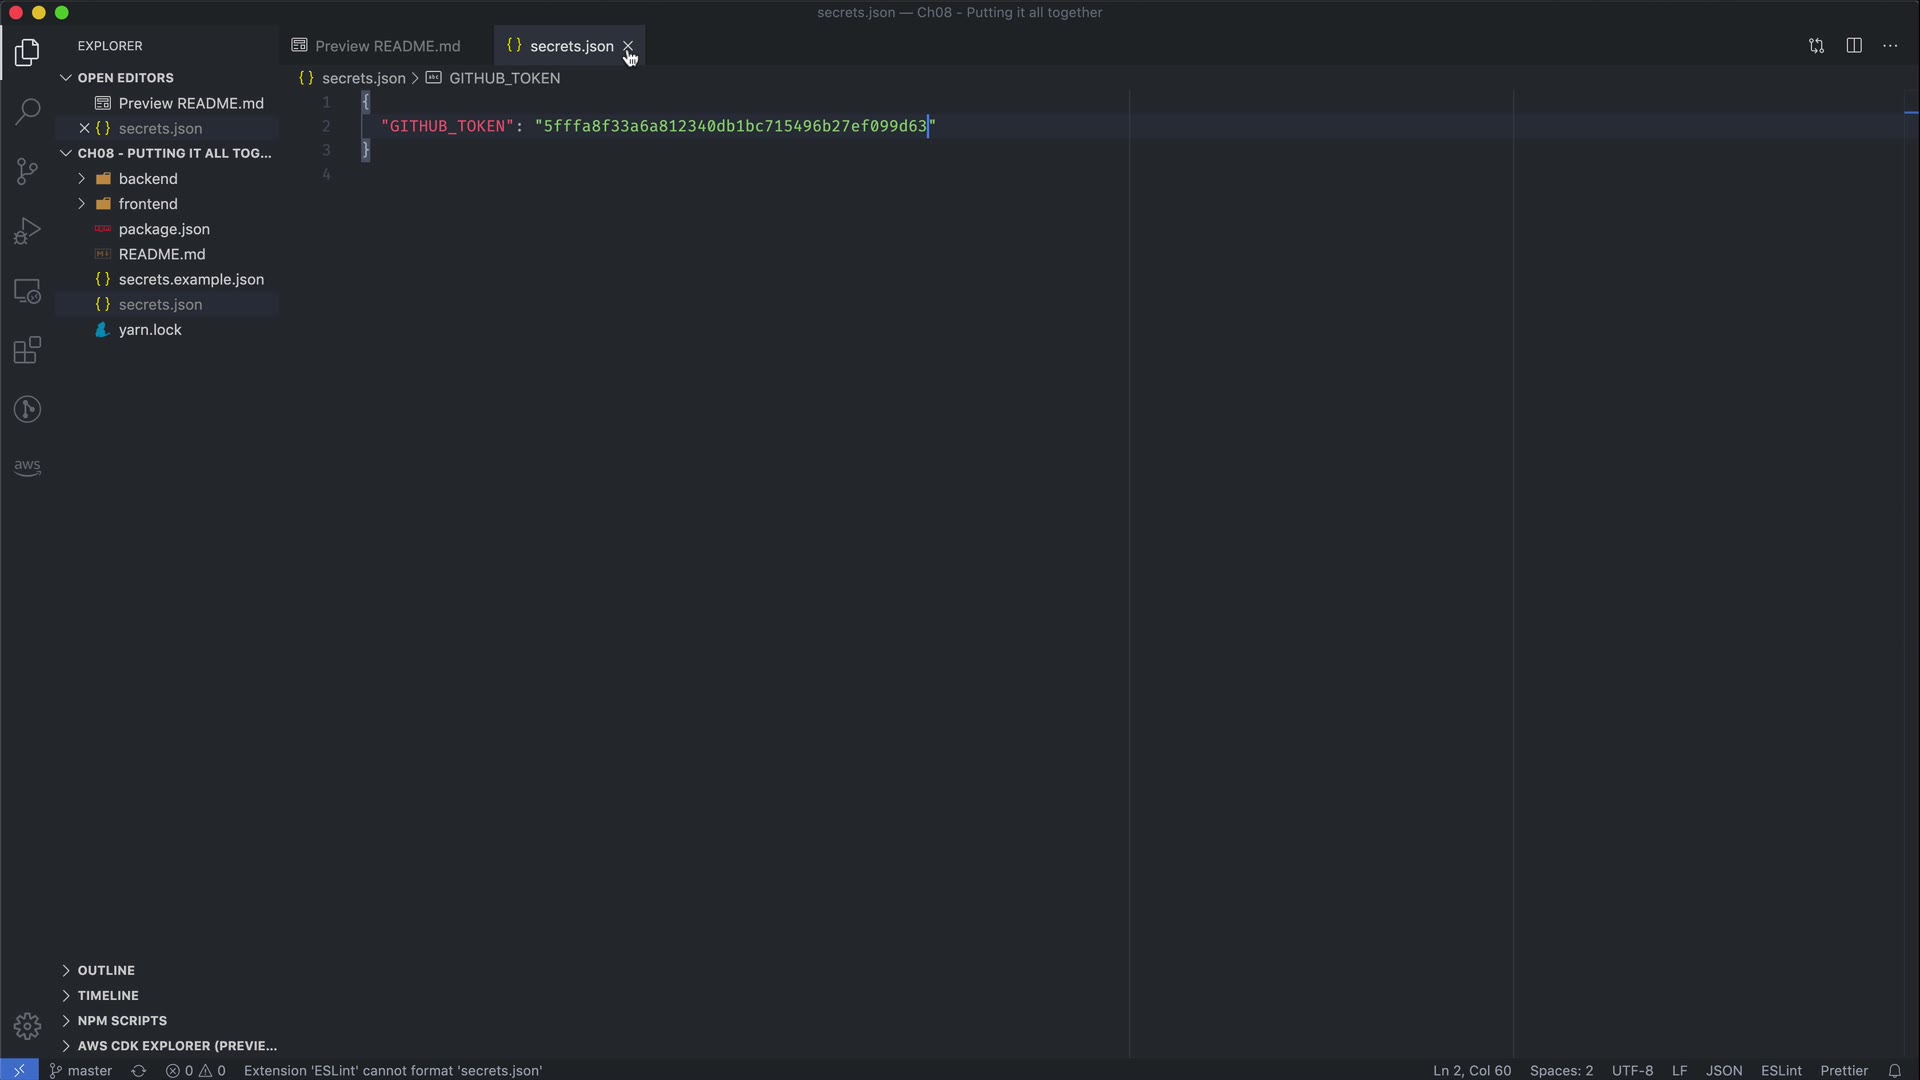 secrets.json — Ch08 - Putting it all together
EXPLORER
OPEN EDITORS
Preview README.md
secrets.json
CH08 - PUTTING IT ALL TOG...
backend
frontend
package.json
README.md
secrets.example.json
secrets.json
yarn.lock
aws
OUTLINE
TIMELINE
NPM SCRIPTS
AWS CDK EXPLORER (PREVIE...
Preview README.md
{} secrets.json
{} secrets.json > GITHUB_TOKEN
1 {
2 "GITHUB_TOKEN": "5fffa8f33a6a812340db1bc715496b27ef099d63"
3 }
4
master 0 0 Extension 'ESLint' cannot format 'secrets.json' Ln 2, Col 60 Spaces: 2 UTF-8 LF JSON ESLint Prettier